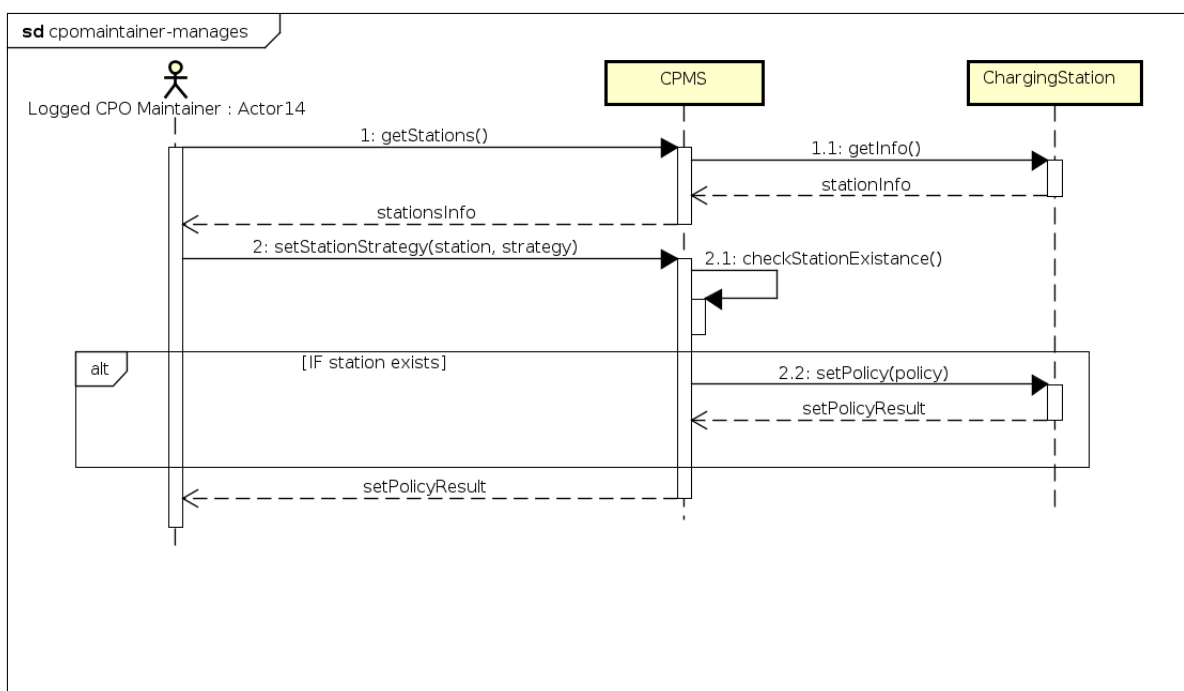 sd cpomaintainer-manages
Logged CPO Maintainer : Actor14
CPMS
ChargingStation
1: getStations()
1.1: getInfo()
stationInfo
stationsInfo
2: setStationStrategy(station, strategy)
2.1: checkStationExistance()
alt
[IF station exists]
2.2: setPolicy(policy)
setPolicyResult
setPolicyResult